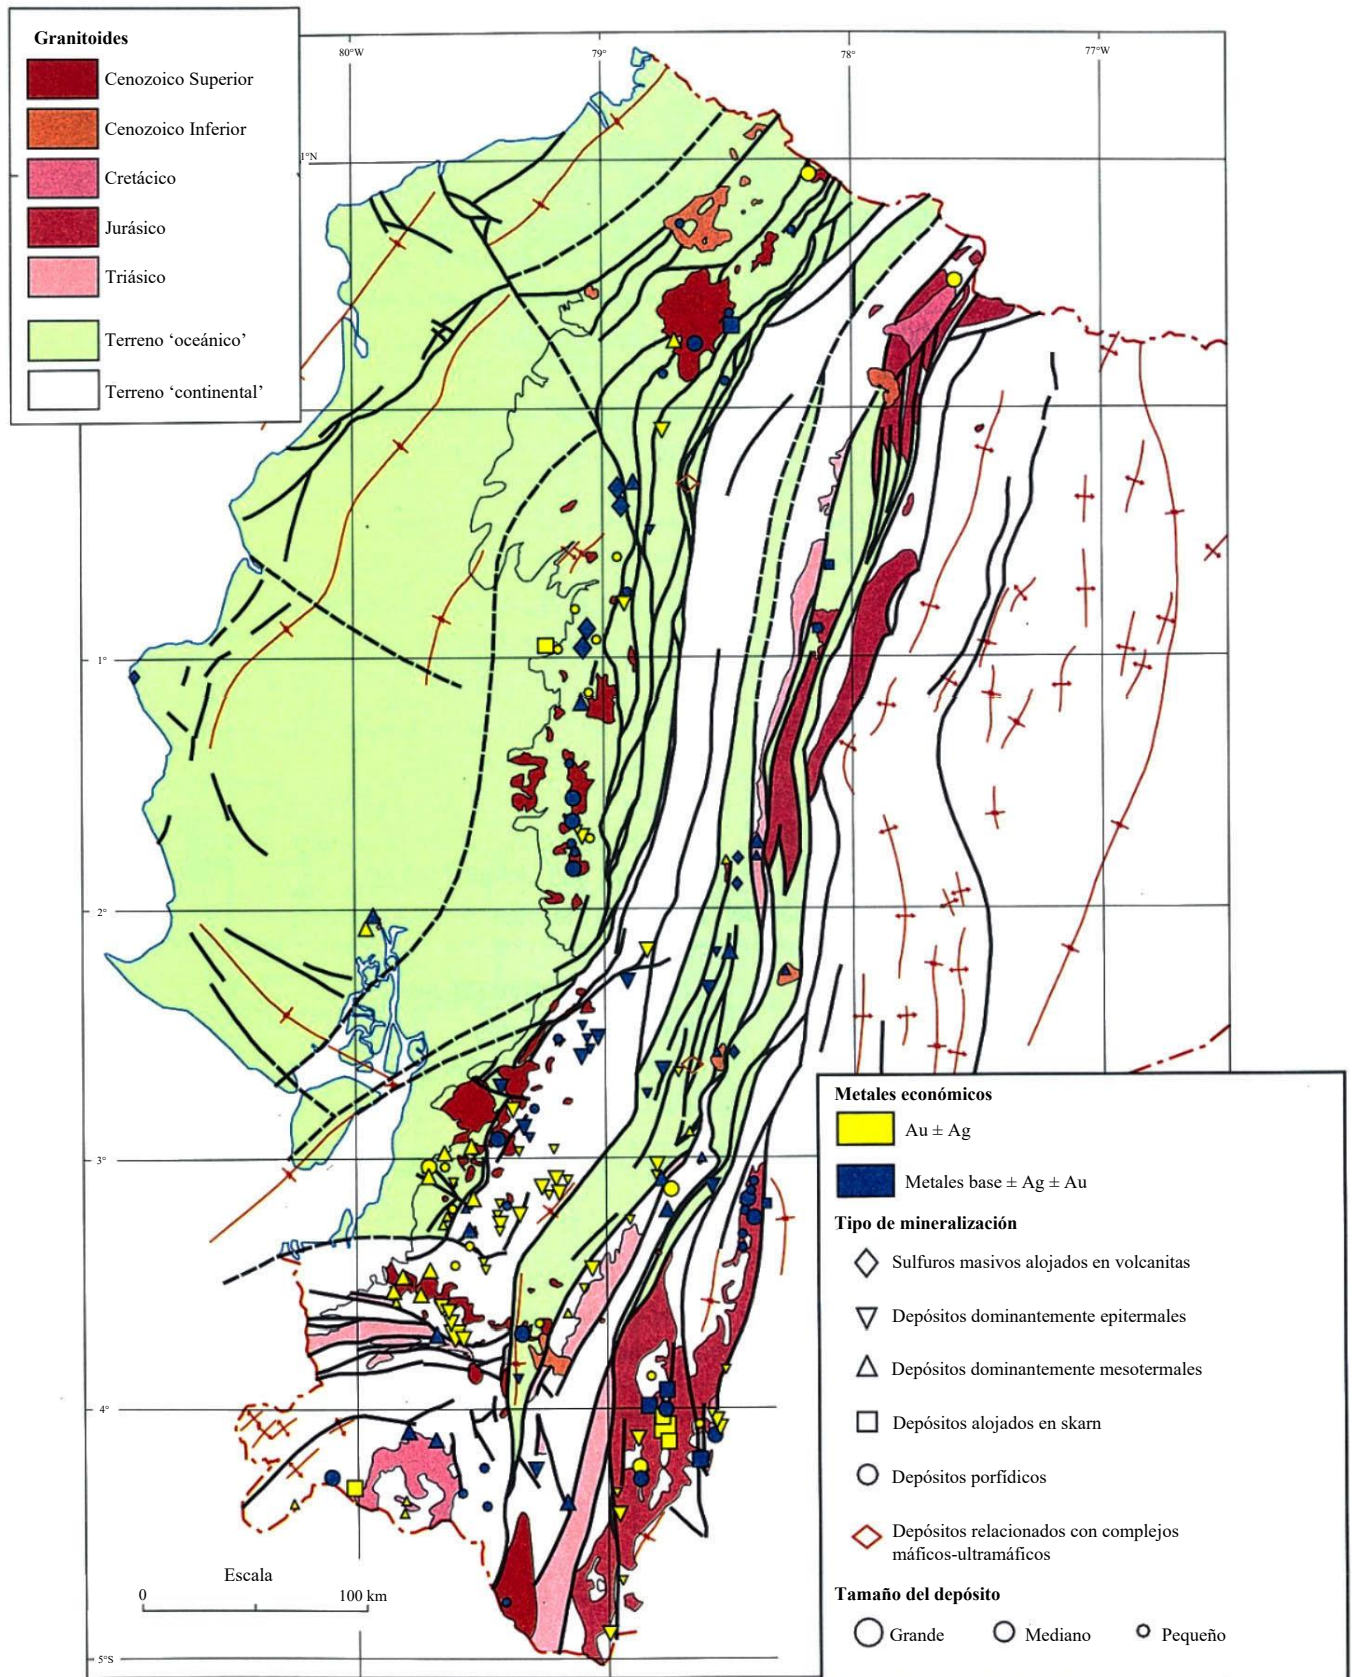 Granitoides
Cenozoico Superior
Cenozoico Inferior
Cretácico
Jurásico
Triásico
Terreno ‘oceánico’
Terreno ‘continental’
80°W
79°
78°
77°W
1°N
1°
2°
3°
4°
5°S
Escala
0
100 km
Metales económicos
Au ± Ag
Metales base ± Ag ± Au
Tipo de mineralización
Sulfuros masivos alojados en volcanitas
Depósitos dominantemente epitermales
Depósitos dominantemente mesotermales
Depósitos alojados en skarn
Depósitos porfídicos
Depósitos relacionados con complejos
máficos-ultramáficos
Tamaño del depósito
Grande
Mediano
Pequeño